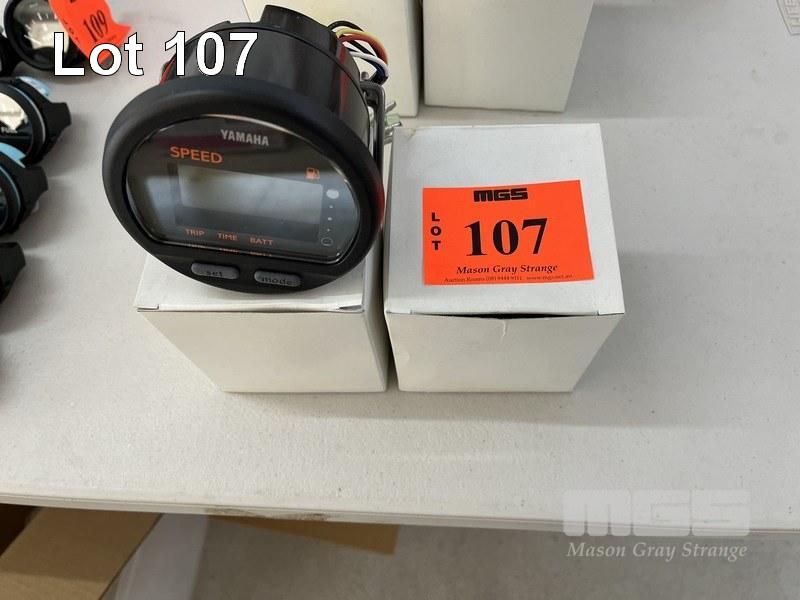 Lot 107
109
YAMAHA
SPEED
TRIP TIME BATT
set mode
MGS
LOT
107
Mason Gray Strange
MGS
Mason Gray Strange